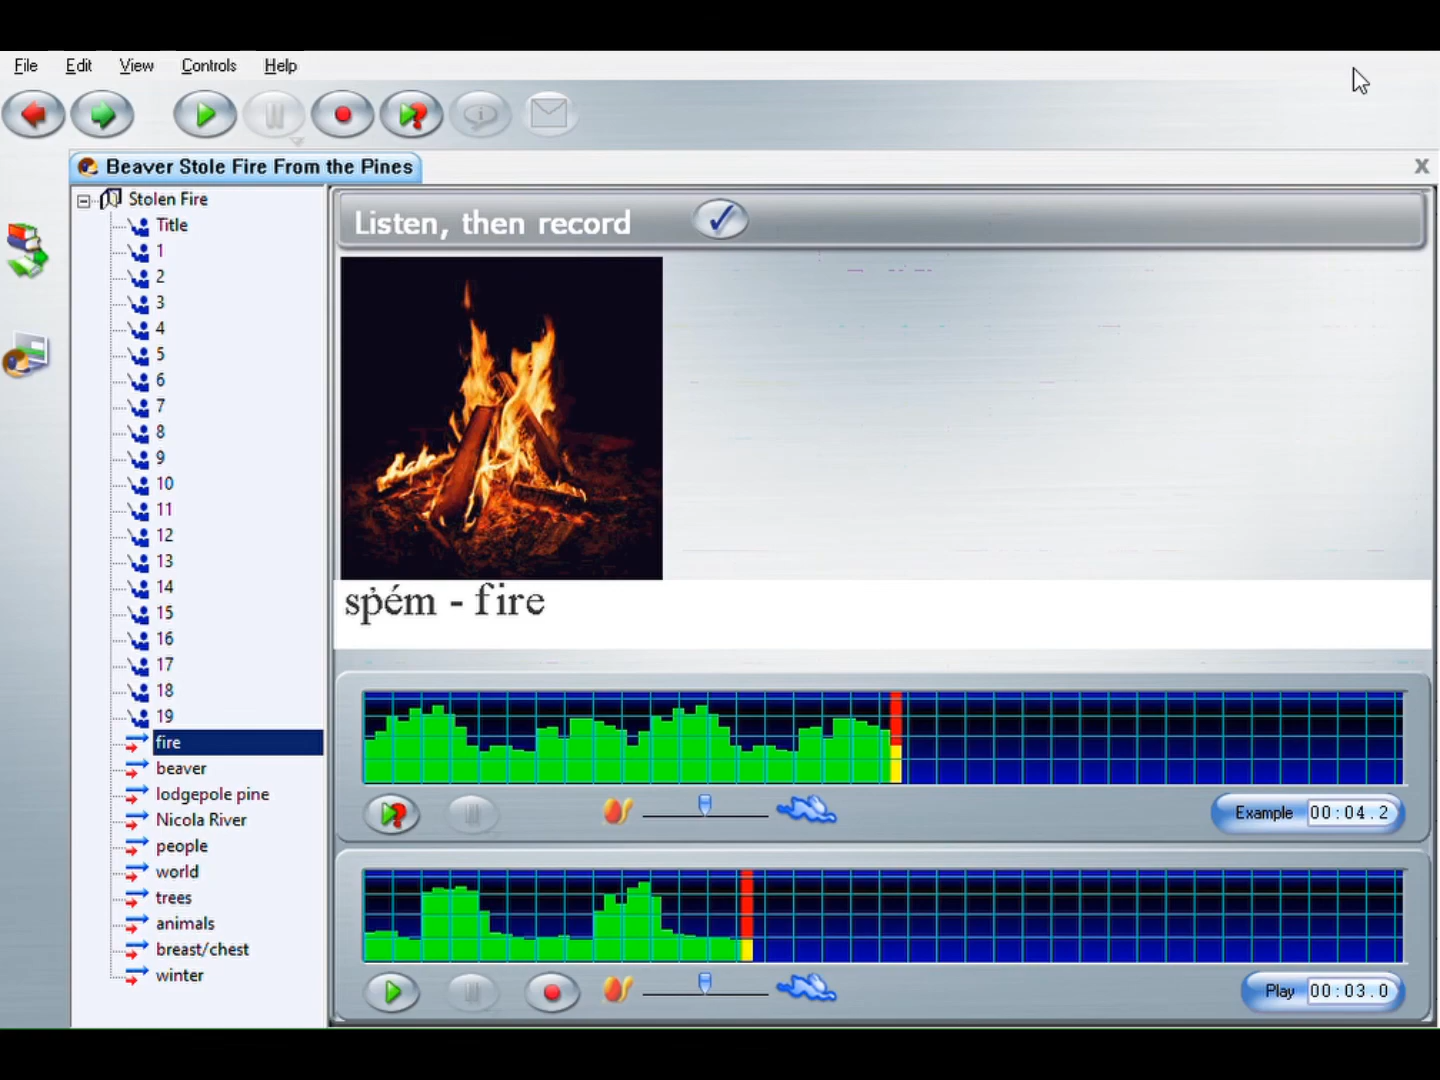 File Edit View Controls Help
Beaver Stole Fire From the Pines
X
Stolen Fire
Title
1
2
3
4
5
6
7
8
9
10
11
12
13
14
15
16
17
18
19
fire
beaver
lodgepole pine
Nicola River
people
world
trees
animals
breast/chest
winter
Listen, then record
sp̓ém - fire
Example 00:04.2
Play 00:03.0